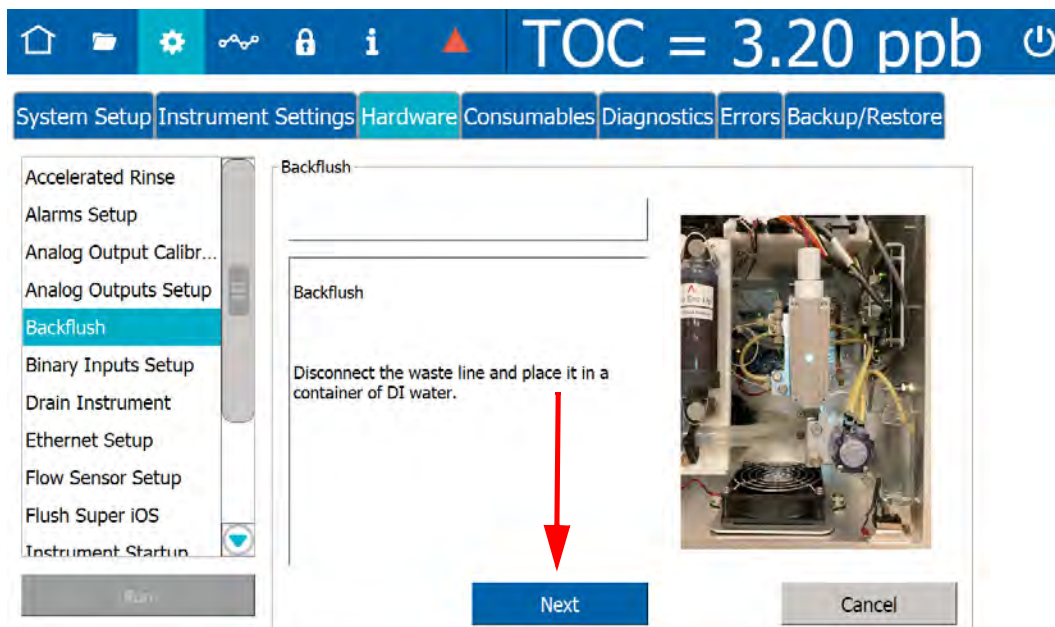 TOC = 3.20 ppb
System Setup Instrument Settings Hardware Consumables Diagnostics Errors Backup/Restore
Accelerated Rinse
Alarms Setup
Analog Output Calibr...
Analog Outputs Setup
Backflush
Binary Inputs Setup
Drain Instrument
Ethernet Setup
Flow Sensor Setup
Flush Super iOS
Instrument Startup
Run
Backflush
Backflush
Disconnect the waste line and place it in a
container of DI water.
Next
Cancel